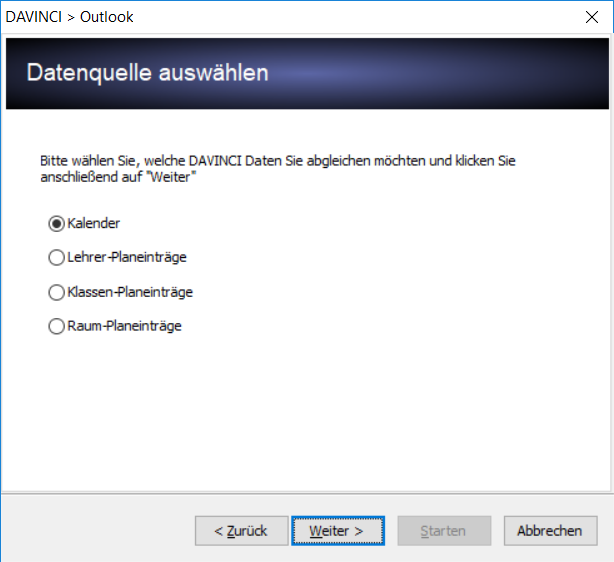 DAVINCI > Outlook
Datenquelle auswählen
Bitte wählen Sie, welche DAVINCI Daten Sie abgleichen möchten und klicken Sie
anschließend auf "Weiter"
Kalender
Lehrer-Planeinträge
Klassen-Planeinträge
Raum-Planeinträge
< Zurück Weiter > Starten Abbrechen